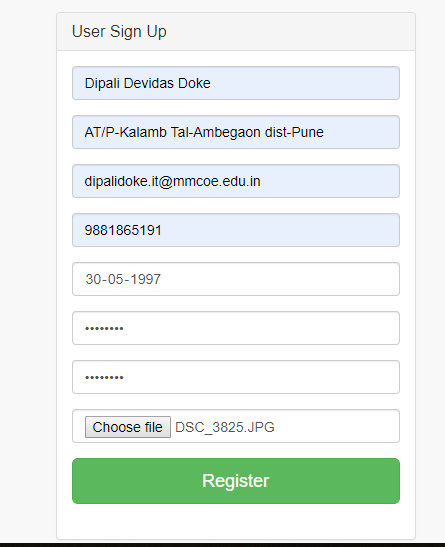 User Sign Up
Dipali Devidas Doke
AT/P-Kalamb Tal-Ambegaon dist-Pune
dipalidoke.it@mmcoe.edu.in
9881865191
30-05-1997
••••••••
••••••••
Choose file DSC_3825.JPG
Register